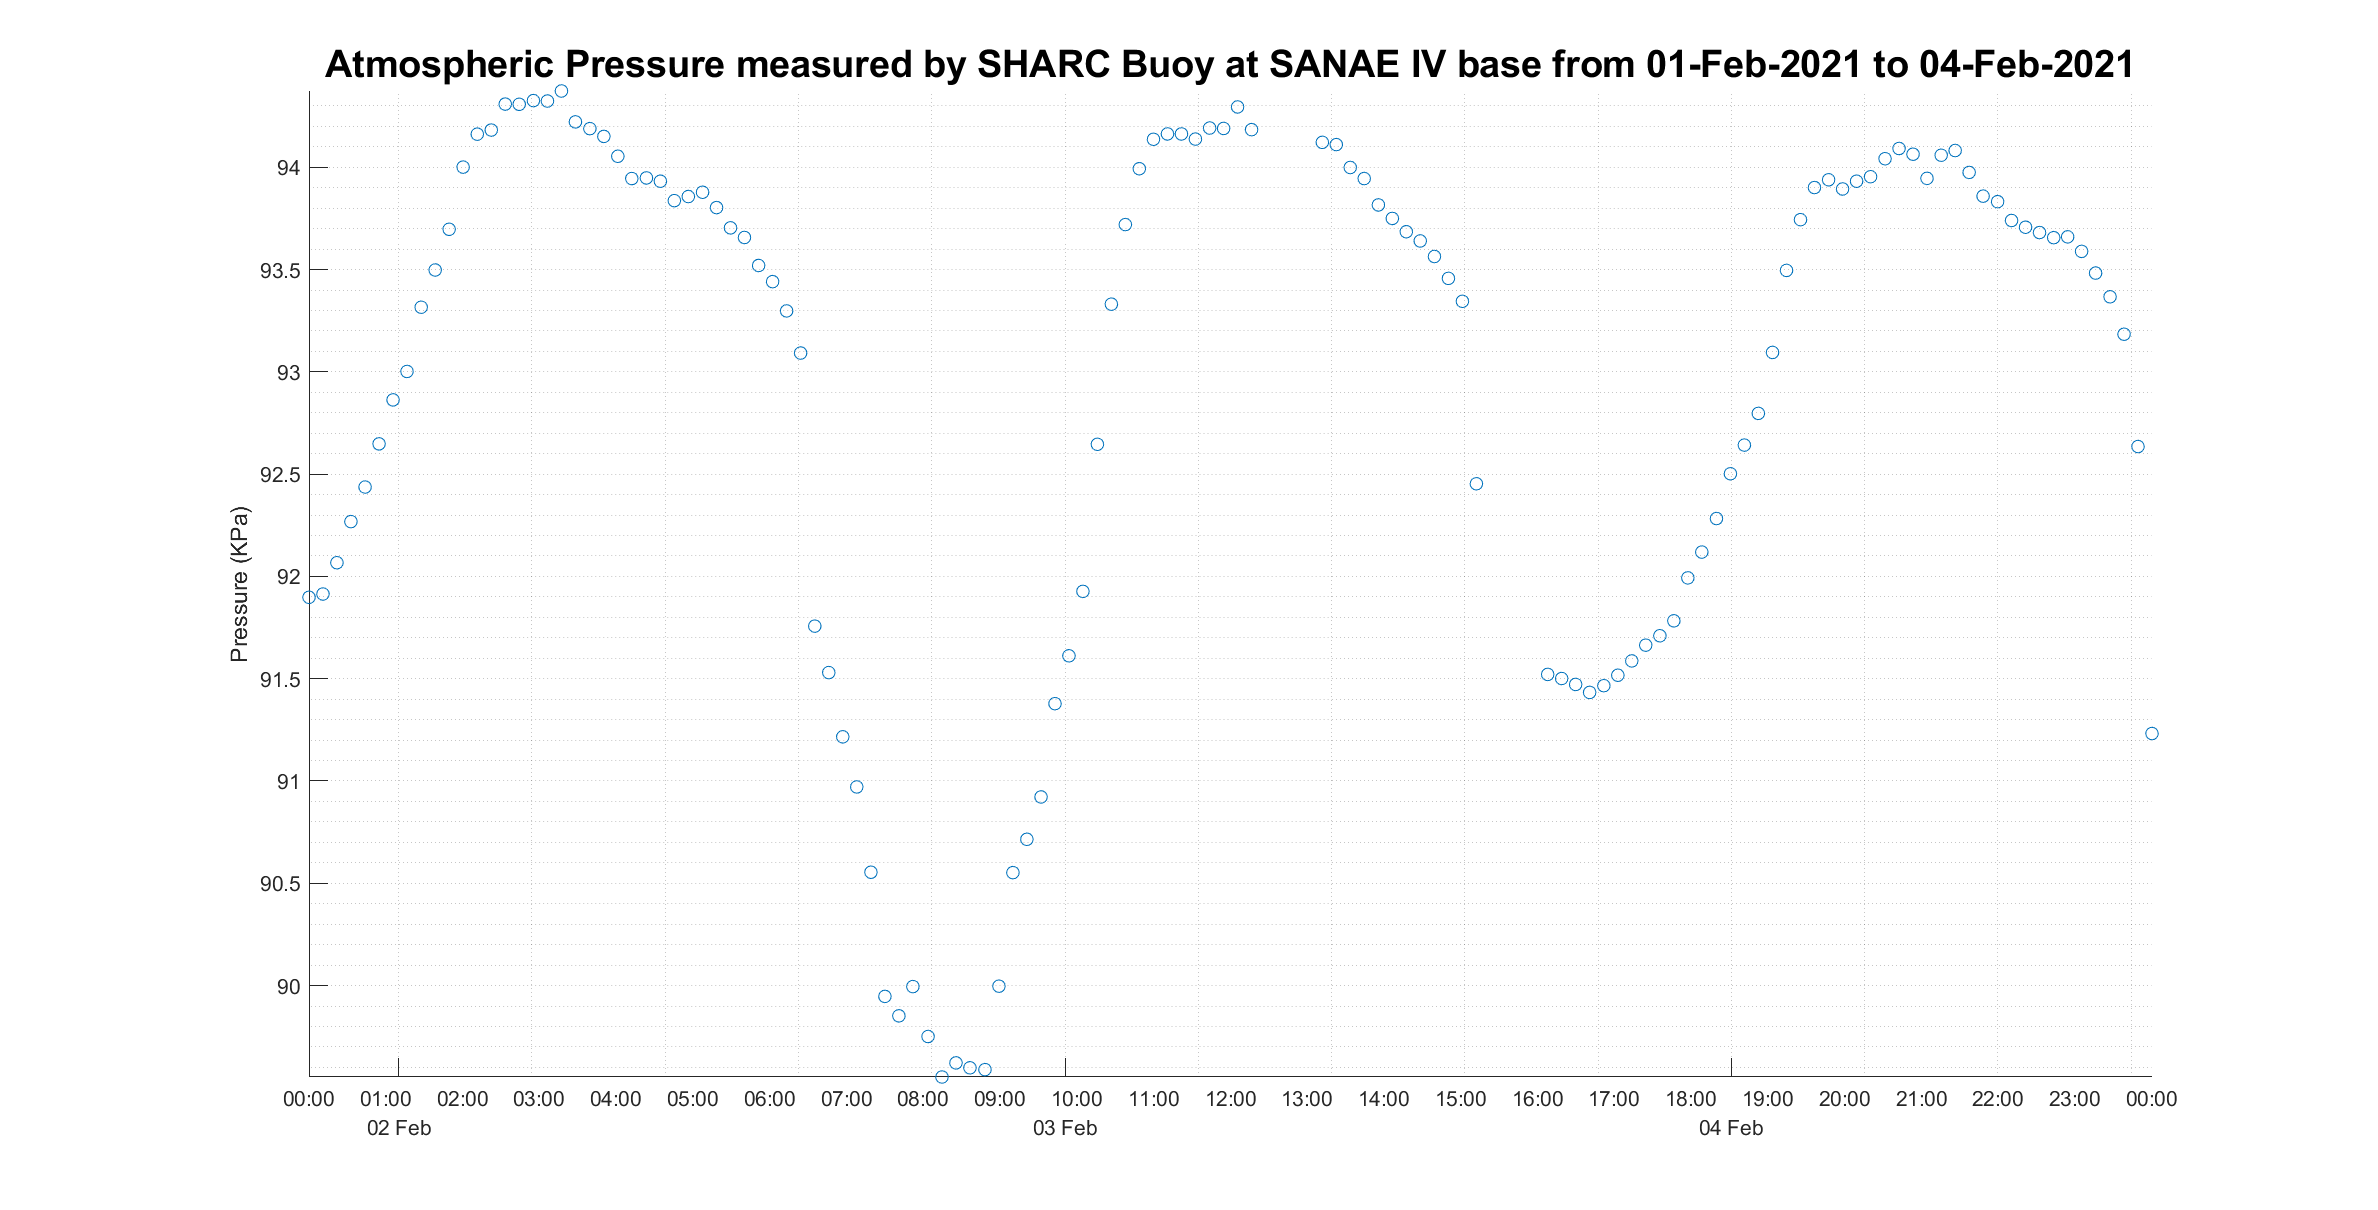 Atmospheric Pressure measured by SHARC Buoy at SANAE IV base from 01-Feb-2021 to 04-Feb-2021
Pressure (KPa)
94
93.5
93
92.5
92
91.5
91
90.5
90
00:00 01:00 02:00 03:00 04:00 05:00 06:00 07:00 08:00 09:00 10:00 11:00 12:00 13:00 14:00 15:00 16:00 17:00 18:00 19:00 20:00 21:00 22:00 23:00 00:00
02 Feb 03 Feb 04 Feb